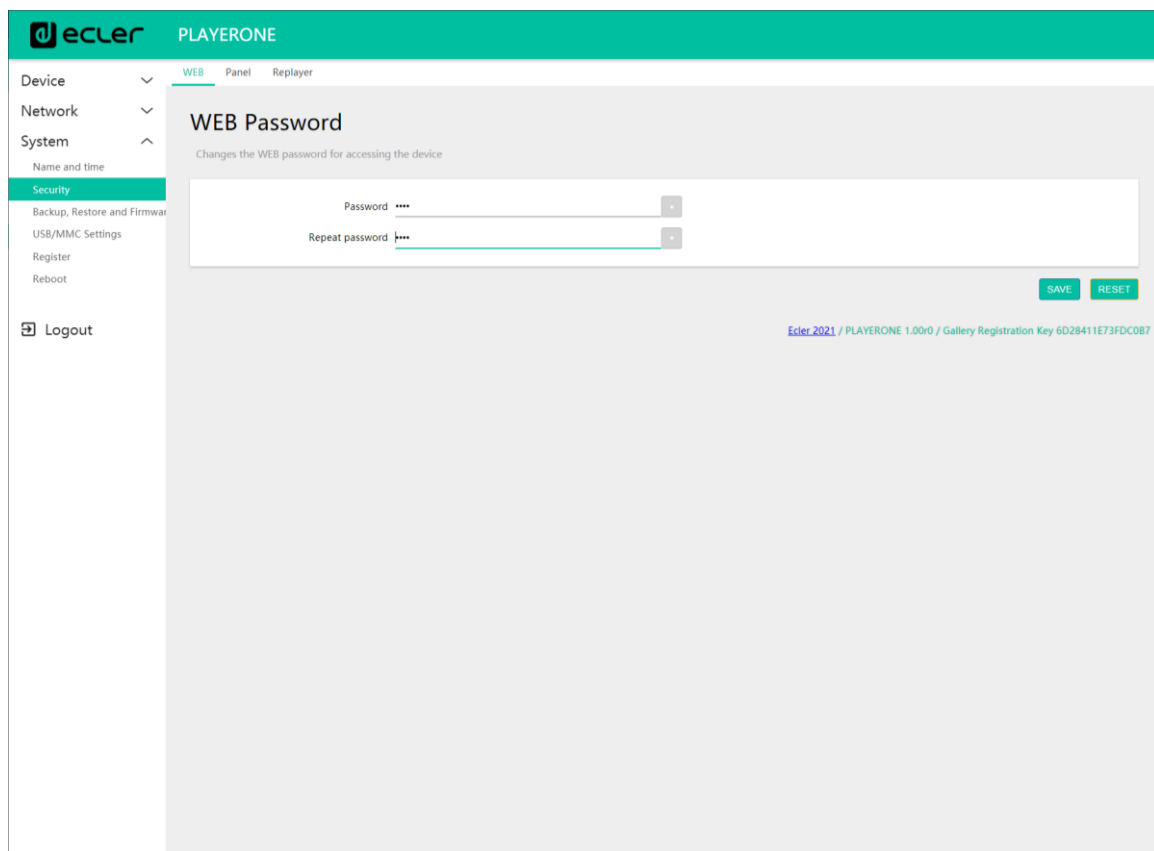 ecler PLAYERONE
WEB Panel Replayer
Device
Network
System
Name and time
Security
Backup, Restore and Firmwar
USB/MMC Settings
Register
Reboot
Logout
WEB Password
Changes the WEB password for accessing the device
Password ••••
Repeat password ••••
SAVE RESET
Ecler 2021 / PLAYERONE 1.00r0 / Gallery Registration Key 6D28411E73FDC0B7